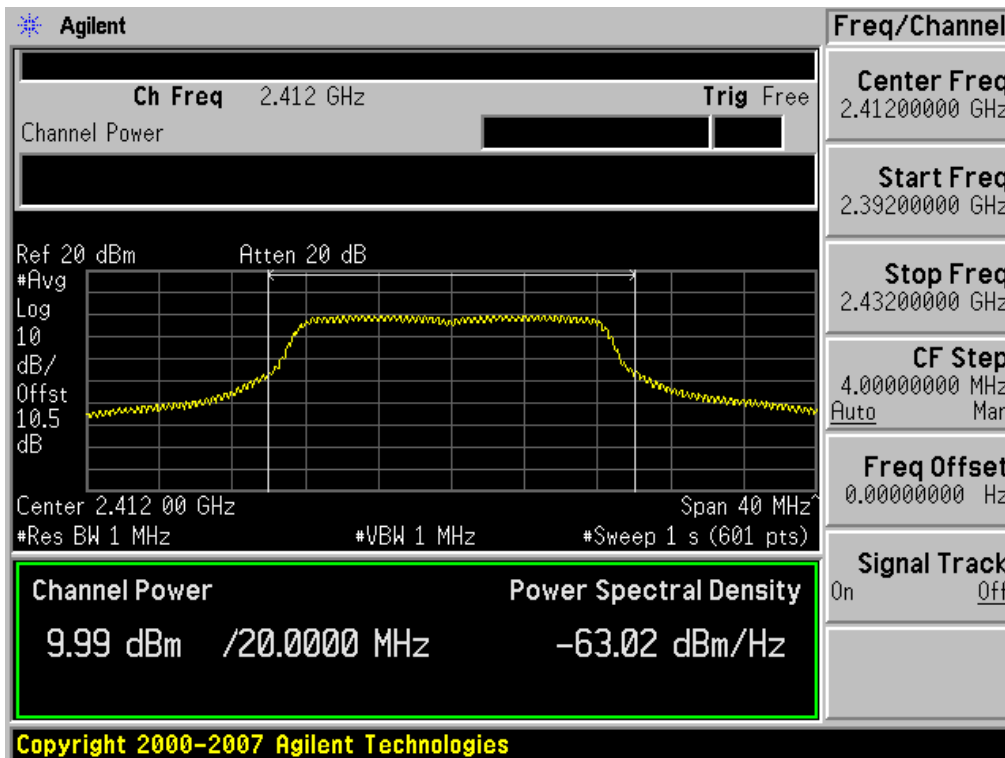 Agilent
Freq/Channel
Ch Freq 2.412 GHz Trig Free
Channel Power
Center Freq
2.41200000 GHz
Start Freq
2.39200000 GHz
Ref 20 dBm Atten 20 dB
#Avg
Log
10
dB/
Offst
10.5
dB
Stop Freq
2.43200000 GHz
CF Step
4.00000000 MHz
Auto Man
Freq Offset
0.00000000 Hz
Center 2.412 00 GHz Span 40 MHz^
#Res BW 1 MHz #VBW 1 MHz #Sweep 1 s (601 pts)
Signal Track
On Off
Channel Power Power Spectral Density
9.99 dBm /20.0000 MHz -63.02 dBm/Hz
Copyright 2000-2007 Agilent Technologies